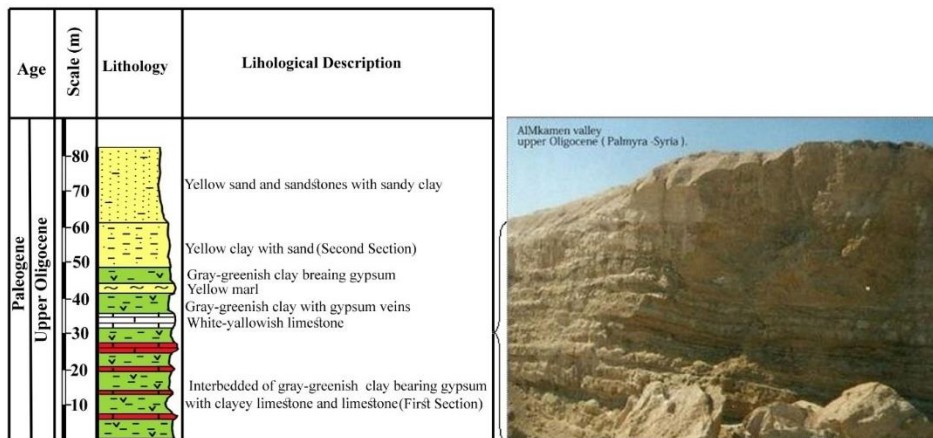 Age
Scale (m)
Lithology
Lihological Description
Paleogene
Upper Oligocene
80
70
60
50
40
30
20
10
Yellow sand and sandstones with sandy clay
Yellow clay with sand (Second Section)
Gray-greenish clay breaing gypsum
Yellow marl
Gray-greenish clay with gypsum veins
White-yallowish limestone
Interbedded of gray-greenish clay bearing gypsum
with clayey limestone and limestone (First Section)
AlMkamen valley
upper Oligocene ( Palmyra -Syria ).